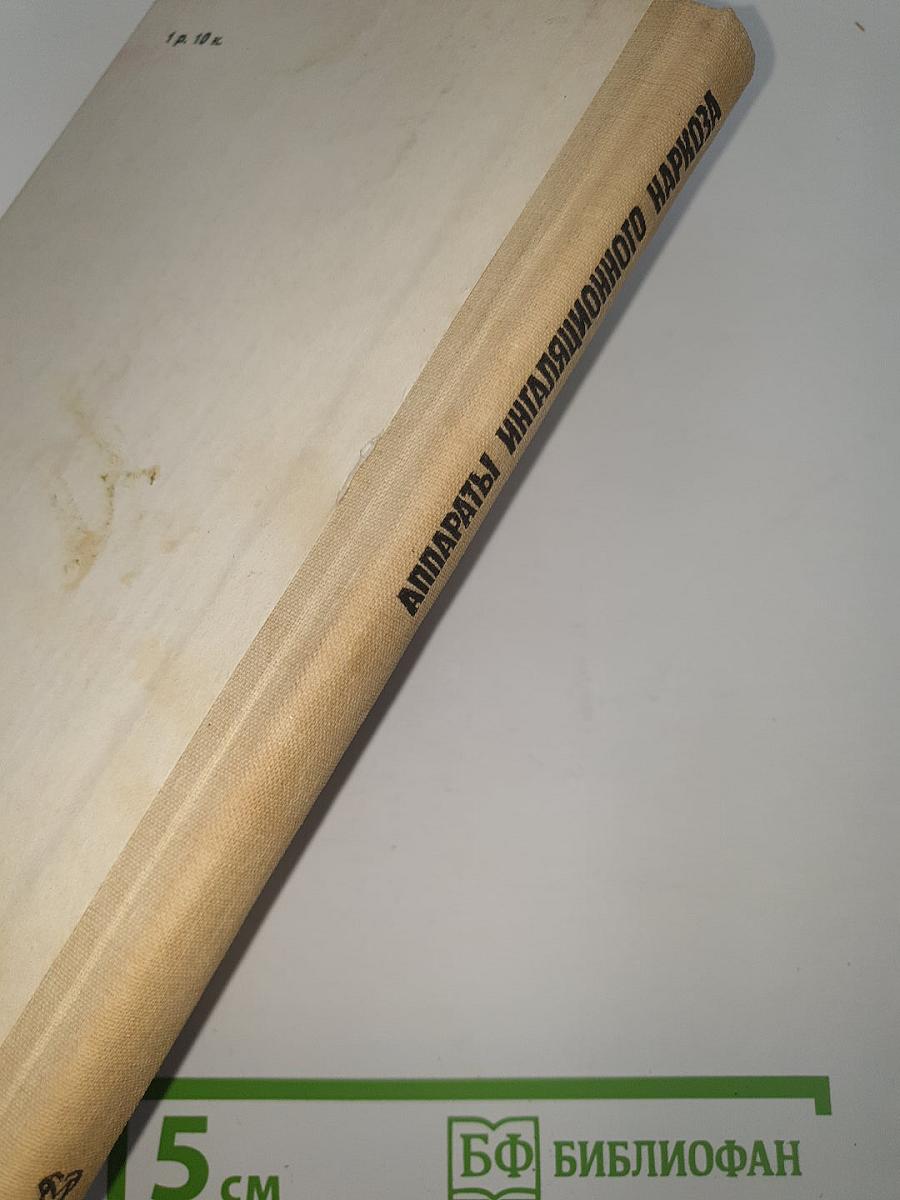 1 р. 10 к.
АППАРАТЫ ИНГАЛЯЦИОННОГО НАРКОЗА
5 см
БФ БИБЛИОФАН